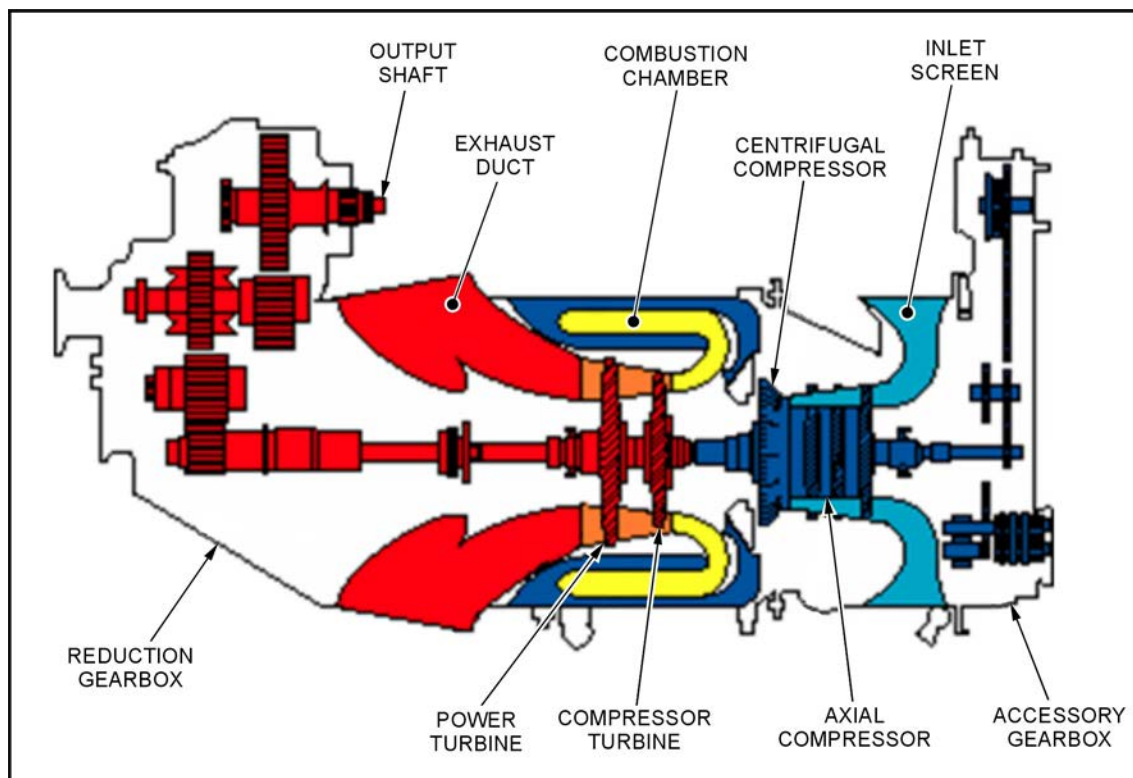 OUTPUT
SHAFT
COMBUSTION
CHAMBER
INLET
SCREEN
EXHAUST
DUCT
CENTRIFUGAL
COMPRESSOR
REDUCTION
GEARBOX
POWER
TURBINE
COMPRESSOR
TURBINE
AXIAL
COMPRESSOR
ACCESSORY
GEARBOX